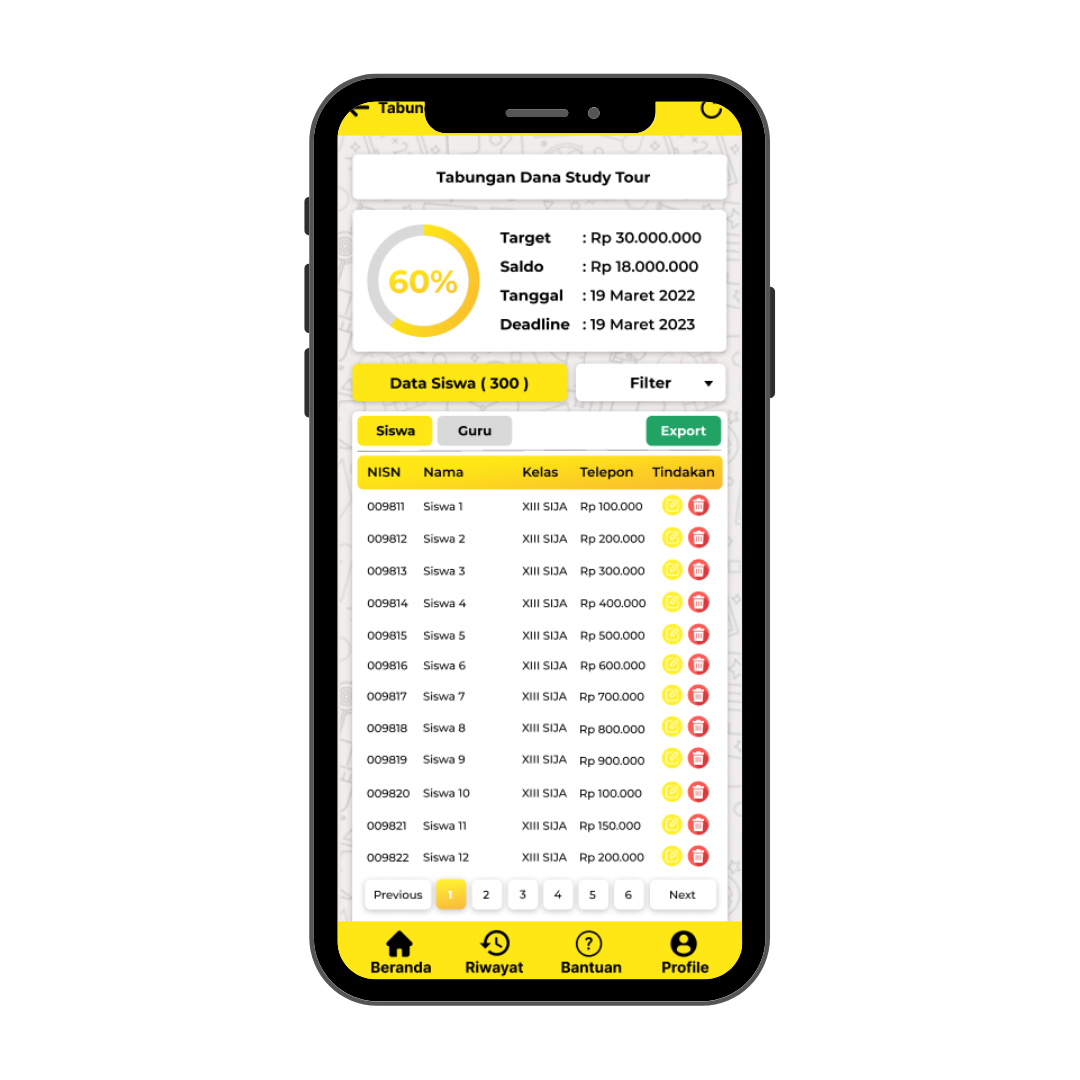 Tabun
Tabungan Dana Study Tour
60%
Target : Rp 30.000.000
Saldo : Rp 18.000.000
Tanggal : 19 Maret 2022
Deadline : 19 Maret 2023
Data Siswa ( 300 )
Filter
Siswa Guru Export
NISN Nama Kelas Telepon Tindakan
009811 Siswa 1 XIII SIJA Rp 100.000
009812 Siswa 2 XIII SIJA Rp 200.000
009813 Siswa 3 XIII SIJA Rp 300.000
009814 Siswa 4 XIII SIJA Rp 400.000
009815 Siswa 5 XIII SIJA Rp 500.000
009816 Siswa 6 XIII SIJA Rp 600.000
009817 Siswa 7 XIII SIJA Rp 700.000
009818 Siswa 8 XIII SIJA Rp 800.000
009819 Siswa 9 XIII SIJA Rp 900.000
009820 Siswa 10 XIII SIJA Rp 100.000
009821 Siswa 11 XIII SIJA Rp 150.000
009822 Siswa 12 XIII SIJA Rp 200.000
Previous 1 2 3 4 5 6 Next
Beranda Riwayat Bantuan Profile